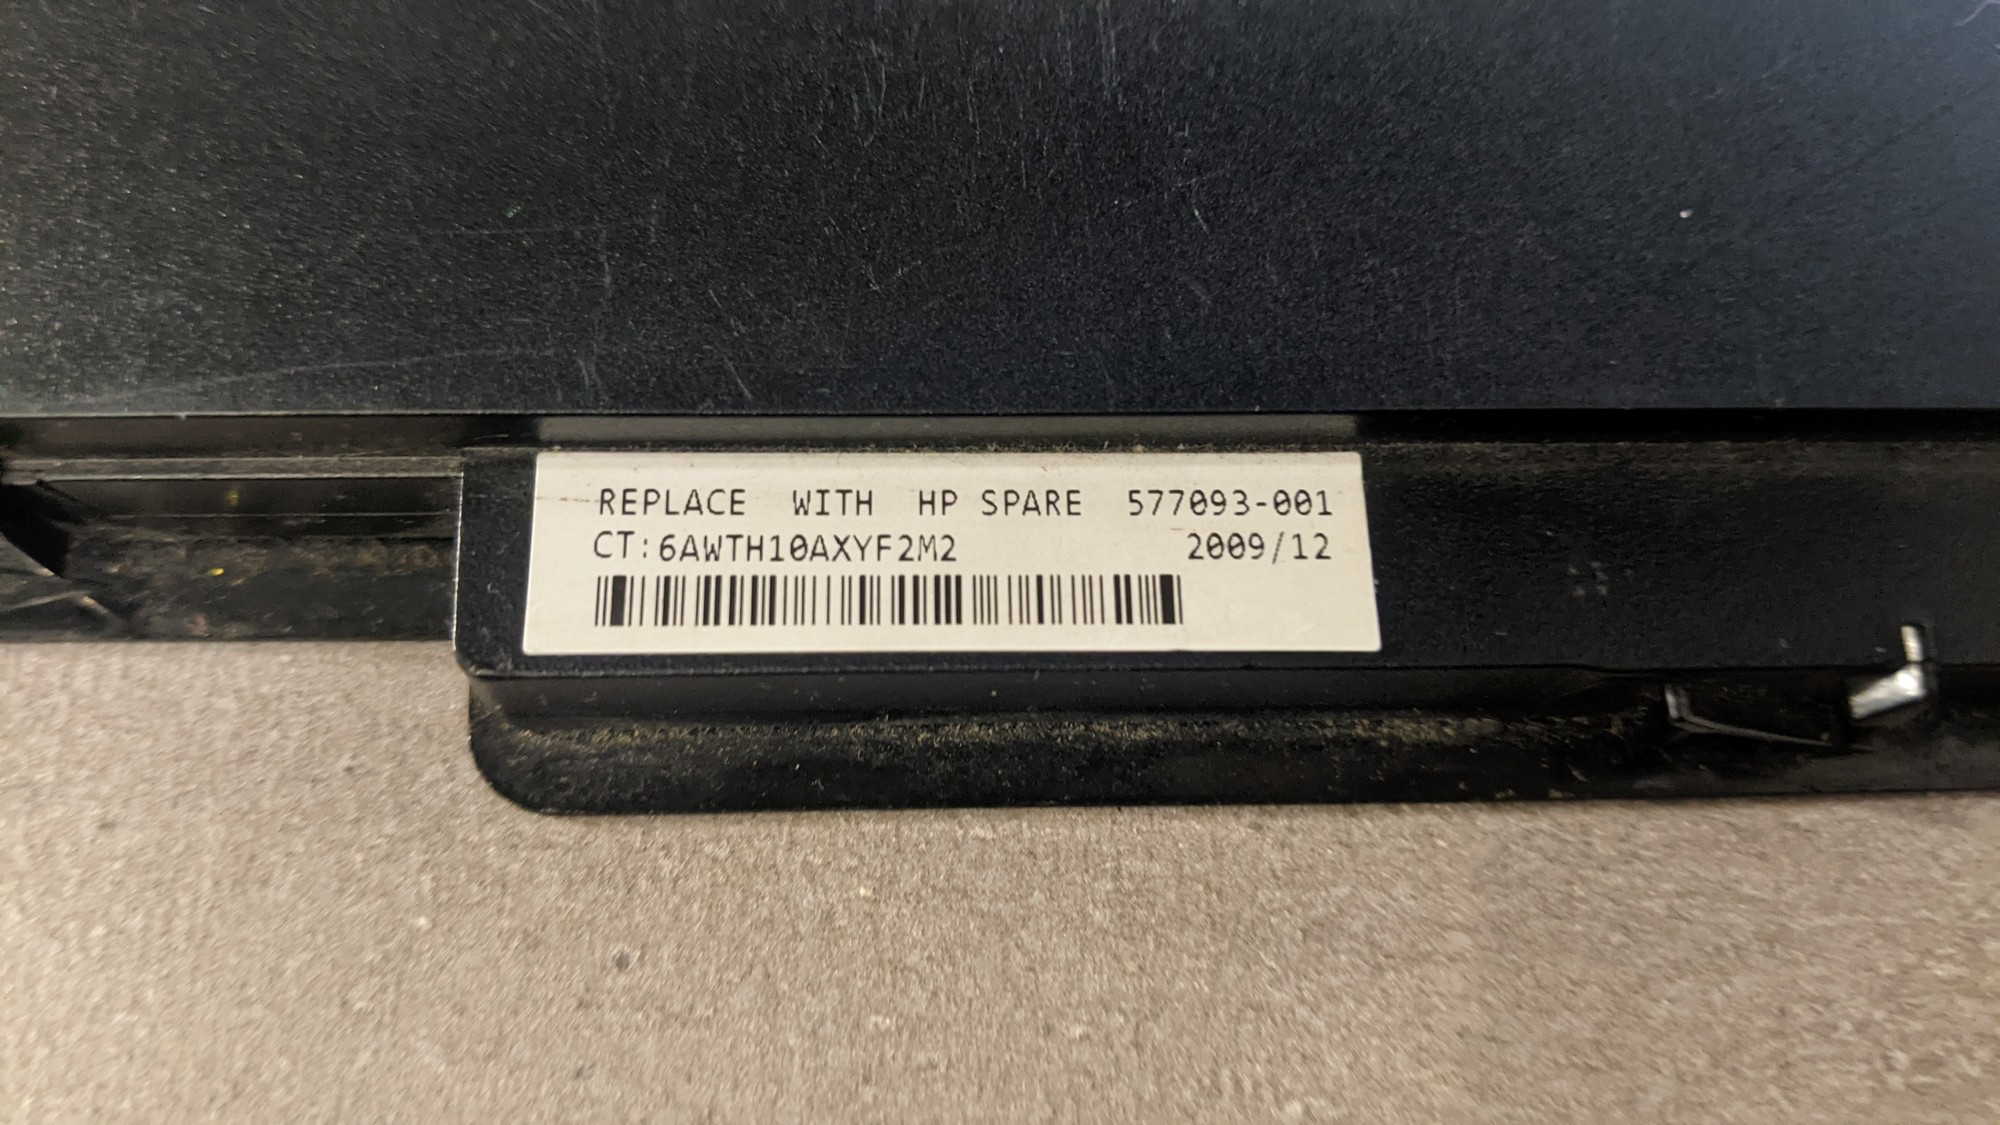 REPLACE WITH HP SPARE 577093-001
CT:6AWTH10AXYF2M2 2009/12